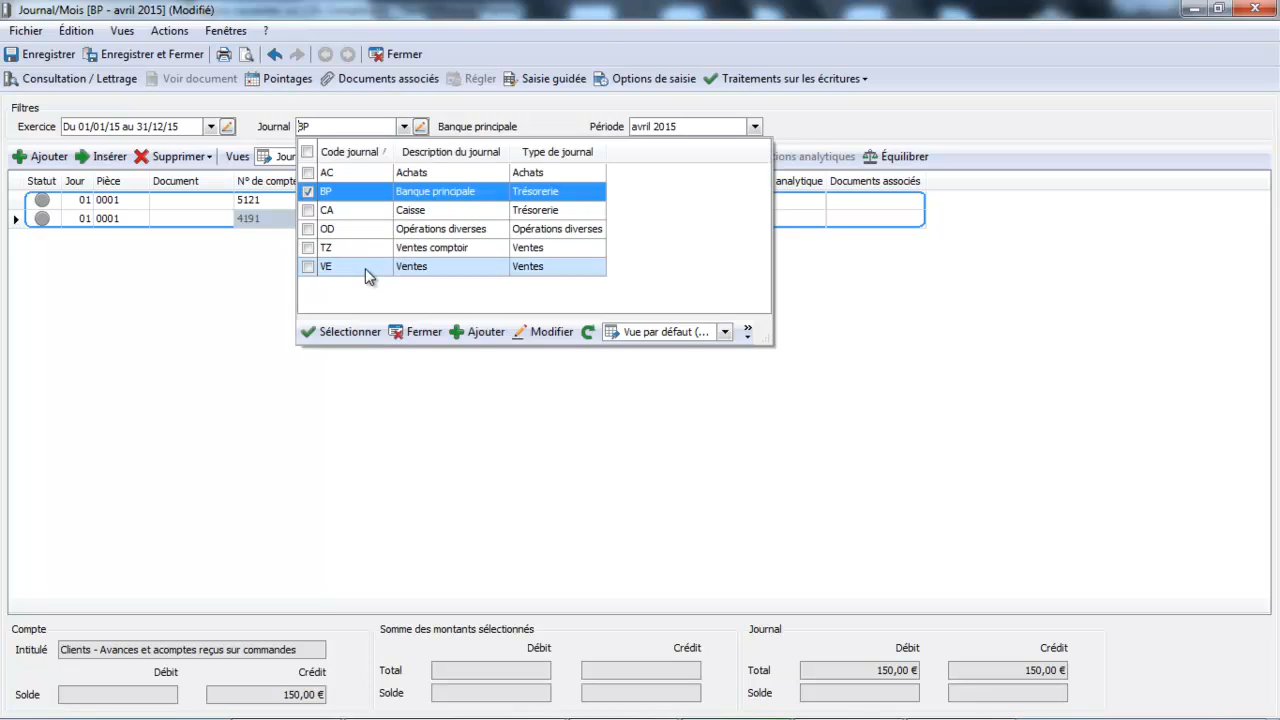 Journal/Mois [BP - avril 2015] (Modifié)
Fichier Édition Vues Actions Fenêtres ?
Enregistrer Enregistrer et Fermer Fermer
Consultation / Lettrage Voir document Pointages Documents associés Régler Saisie guidée Options de saisie Traitements sur les écritures
Filtres
Exercice Du 01/01/15 au 31/12/15 Journal BP Banque principale Période avril 2015
Ajouter Insérer Supprimer Vues Jour ons analytiques Équilibrer
Statut Jour Pièce Document N° de compte analytique Documents associés
01 0001 5121
01 0001 4191
Code journal Description du journal Type de journal
AC Achats Achats
BP Banque principale Trésorerie
CA Caisse Trésorerie
OD Opérations diverses Opérations diverses
TZ Ventes comptoir Ventes
VE Ventes Ventes
Sélectionner Fermer Ajouter Modifier Vue par défaut (... »
Compte Somme des montants sélectionnés Journal
Intitulé Clients - Avances et acomptes reçus sur commandes
Débit Crédit Débit Crédit Débit Crédit
Total Total 150,00 € 150,00 €
Solde 150,00 € Solde Solde